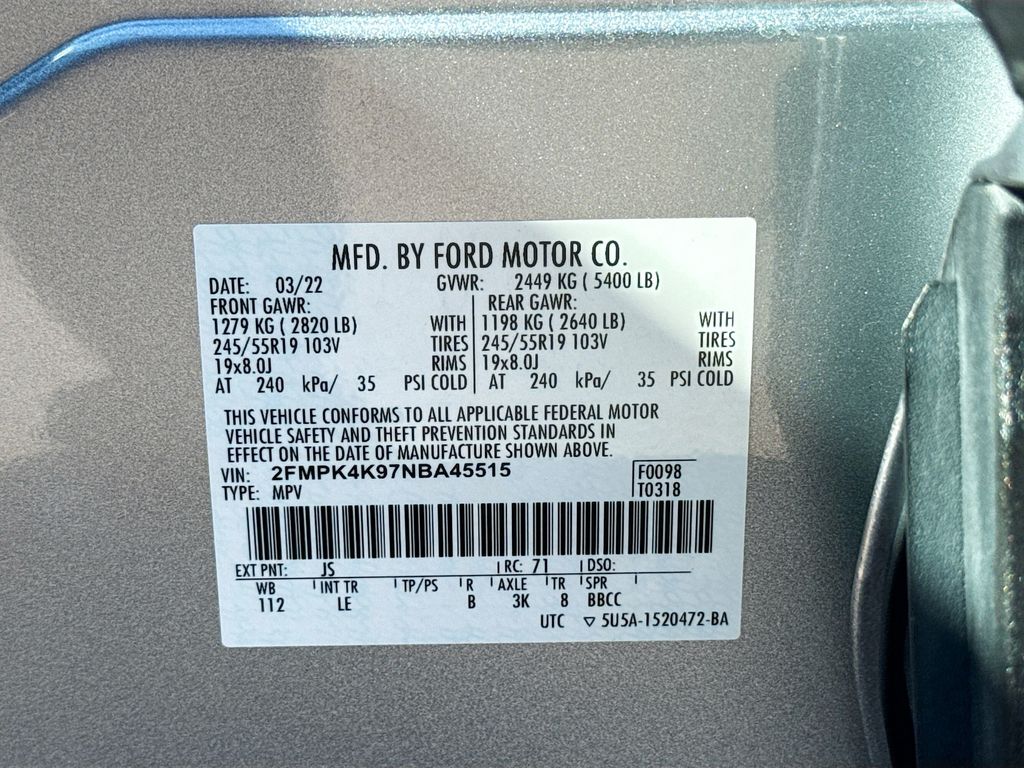 MFD. BY FORD MOTOR CO.
DATE: 03/22 GVWR: 2449 KG ( 5400 LB)
FRONT GAWR: REAR GAWR:
1279 KG ( 2820 LB) WITH 1198 KG ( 2640 LB) WITH
245/55R19 103V TIRES 245/55R19 103V TIRES
19x8.0J RIMS 19x8.0J RIMS
AT 240 kPa/ 35 PSI COLD AT 240 kPa/ 35 PSI COLD
THIS VEHICLE CONFORMS TO ALL APPLICABLE FEDERAL MOTOR
VEHICLE SAFETY AND THEFT PREVENTION STANDARDS IN
EFFECT ON THE DATE OF MANUFACTURE SHOWN ABOVE.
VIN: 2FMPK4K97NBA45515 F0098
TYPE: MPV T0318
EXT PNT: JS RC: 71 DSO:
WB INT TR TP/PS R AXLE TR SPR
112 LE B 3K 8 BBCC
UTC ▽ 5U5A-1520472-BA